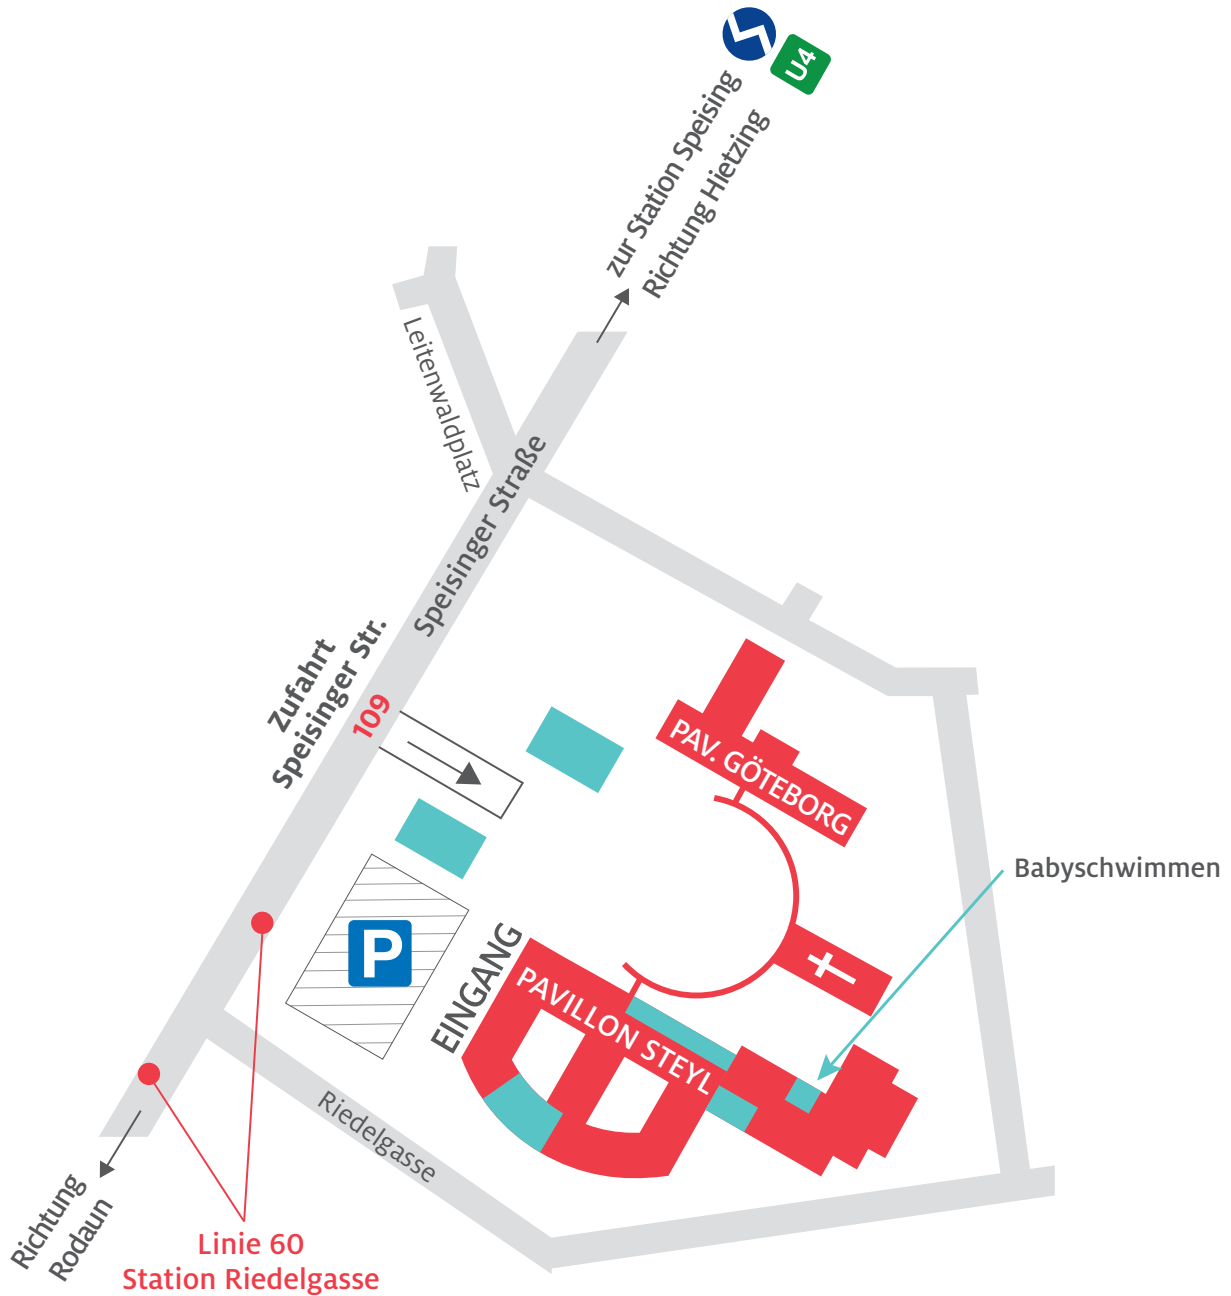 U4
zur Station Speising
Richtung Hietzing
Leitenwaldplatz
Speisinger Straße
Zufahrt
Speisinger Str.
109
PAV. GÖTEBORG
Babyschwimmen
P
EINGANG
PAVILLON STEYL
Riedelgasse
Richtung
Rodaun
Linie 60
Station Riedelgasse